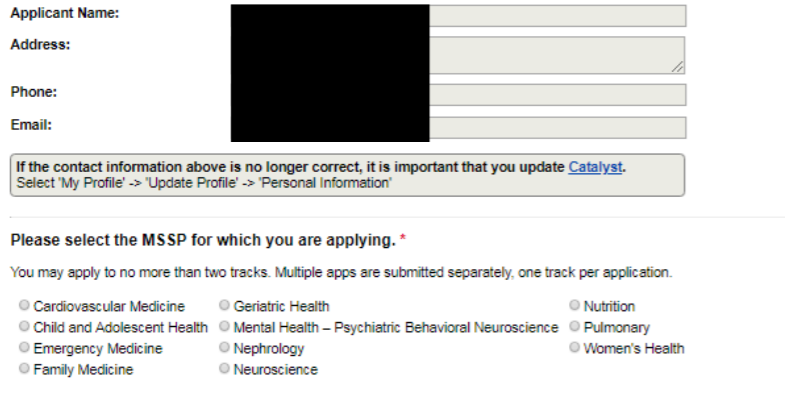 Applicant Name:
Address:
Phone:
Email:
If the contact information above is no longer correct, it is important that you update Catalyst.
Select 'My Profile' -> 'Update Profile' -> 'Personal Information'
Please select the MSSP for which you are applying. *
You may apply to no more than two tracks. Multiple apps are submitted separately, one track per application.
Cardiovascular Medicine Geriatric Health Nutrition
Child and Adolescent Health Mental Health – Psychiatric Behavioral Neuroscience Pulmonary
Emergency Medicine Nephrology Women's Health
Family Medicine Neuroscience